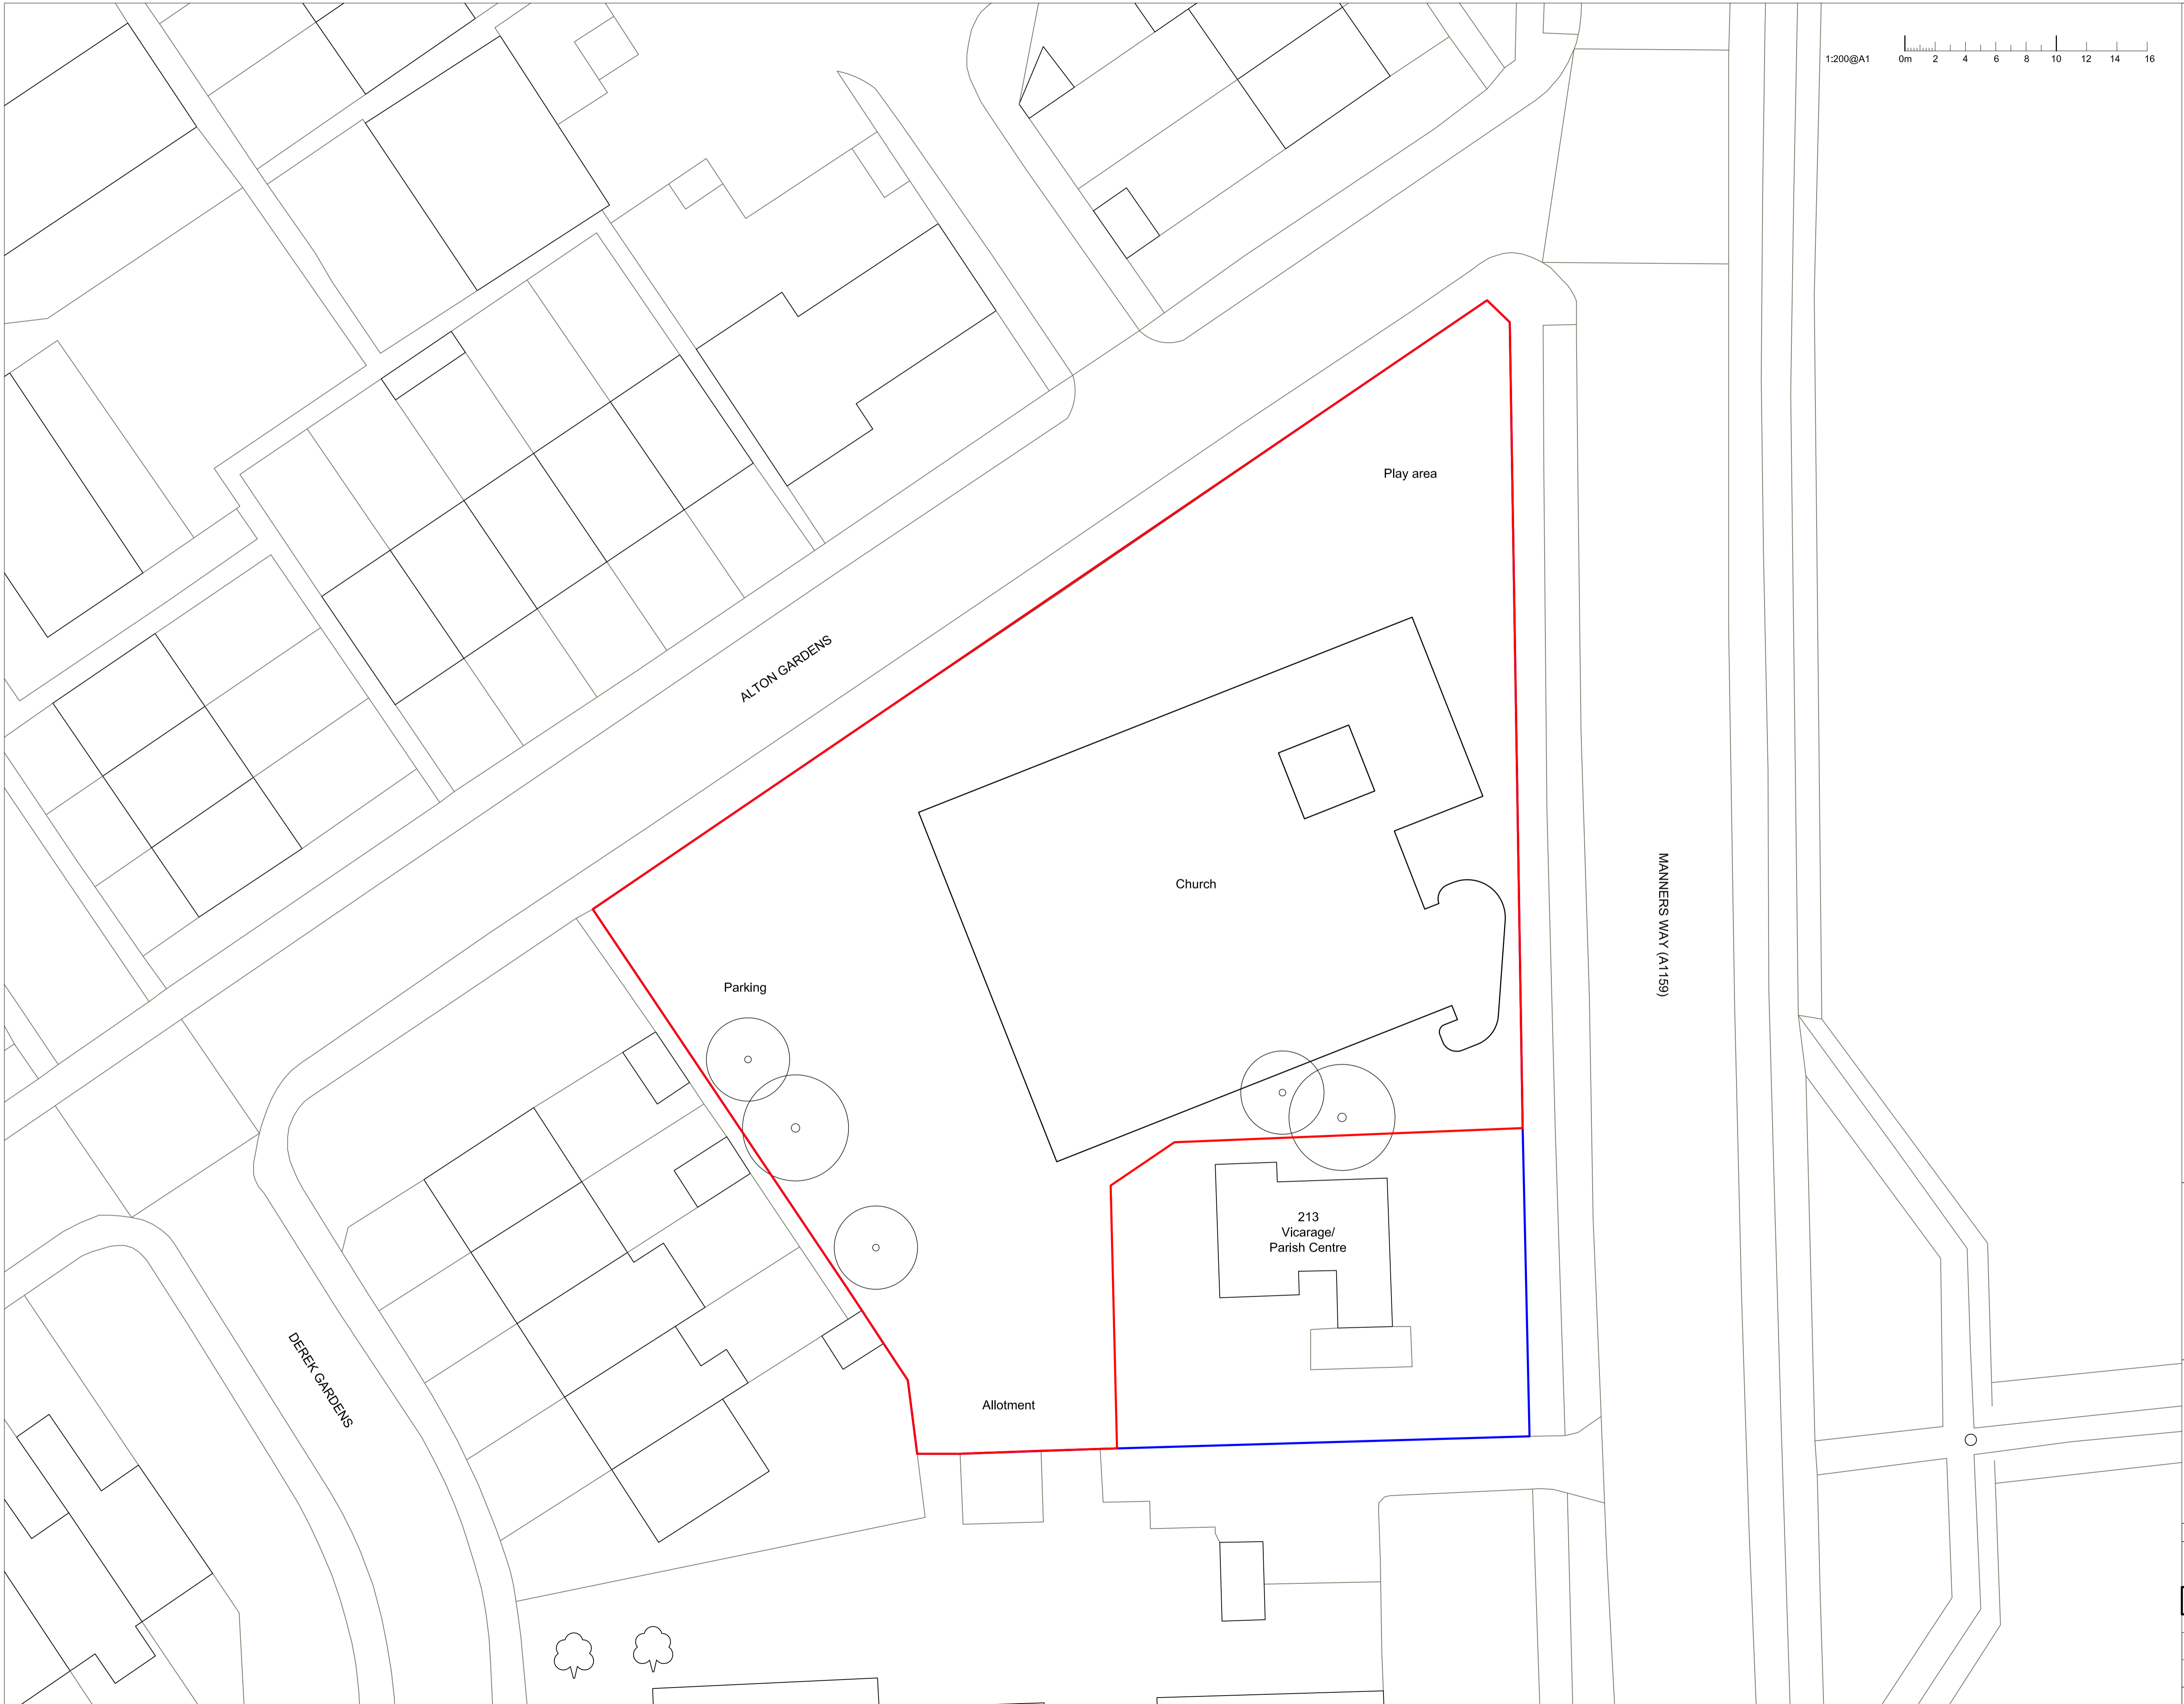 1:200@A1
0m 2 4 6 8 10 12 14 16
Play area
ALTON GARDENS
Church
MANNERS WAY (A1159)
Parking
213
Vicarage/
Parish Centre
DEREK GARDENS
Allotment